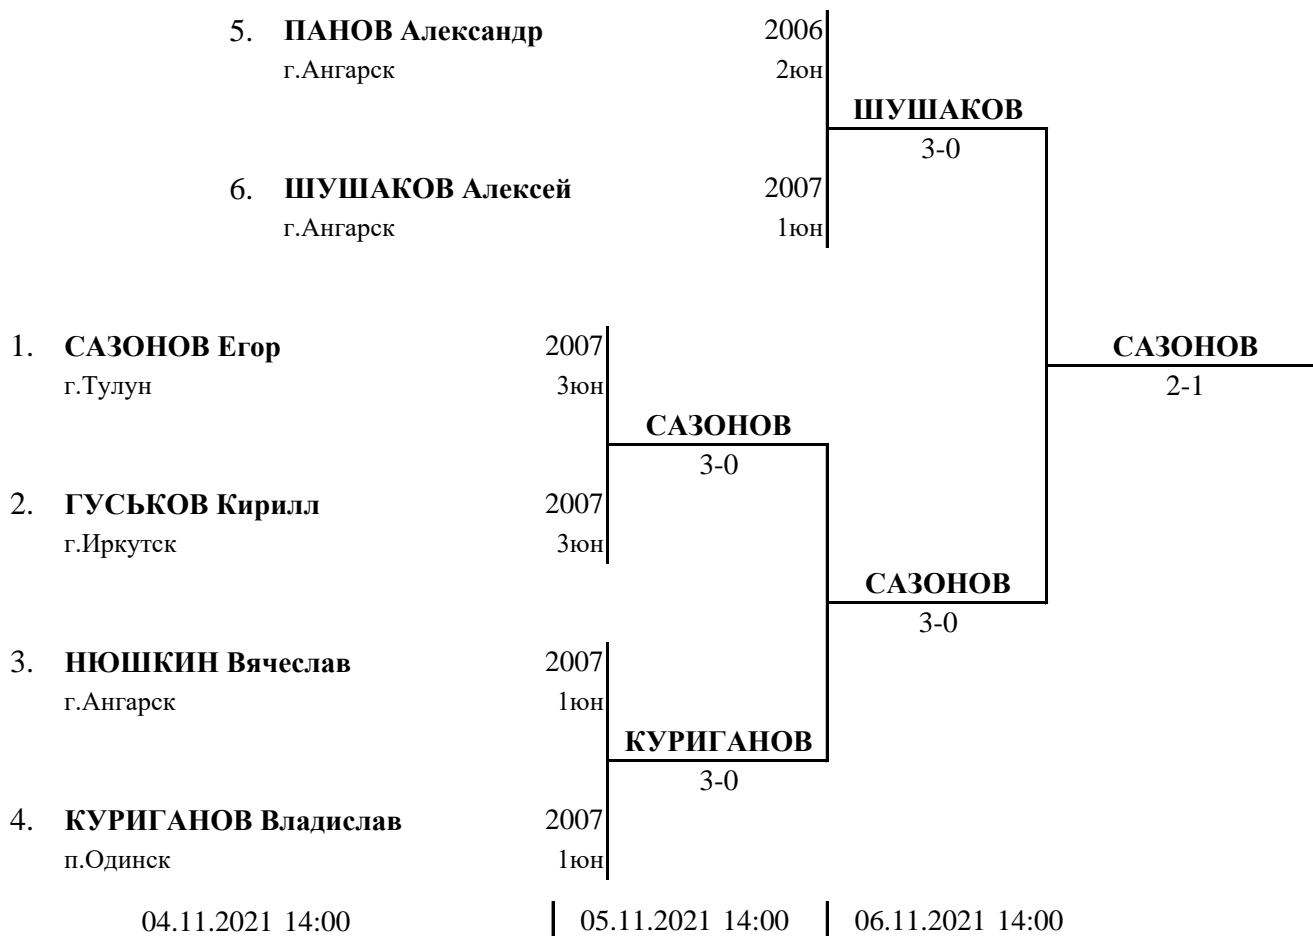 5. ПАНОВ Александр 2006
г.Ангарск 2юн
ШУШАКОВ
3-0
6. ШУШАКОВ Алексей 2007
г.Ангарск 1юн
1. САЗОНОВ Егор 2007
г.Тулун 3юн
САЗОНОВ
2-1
САЗОНОВ
3-0
2. ГУСЬКОВ Кирилл 2007
г.Иркутск 3юн
САЗОНОВ
3-0
3. НЮШКИН Вячеслав 2007
г.Ангарск 1юн
КУРИГАНОВ
3-0
4. КУРИГАНОВ Владислав 2007
п.Одинск 1юн
04.11.2021 14:00 05.11.2021 14:00 06.11.2021 14:00